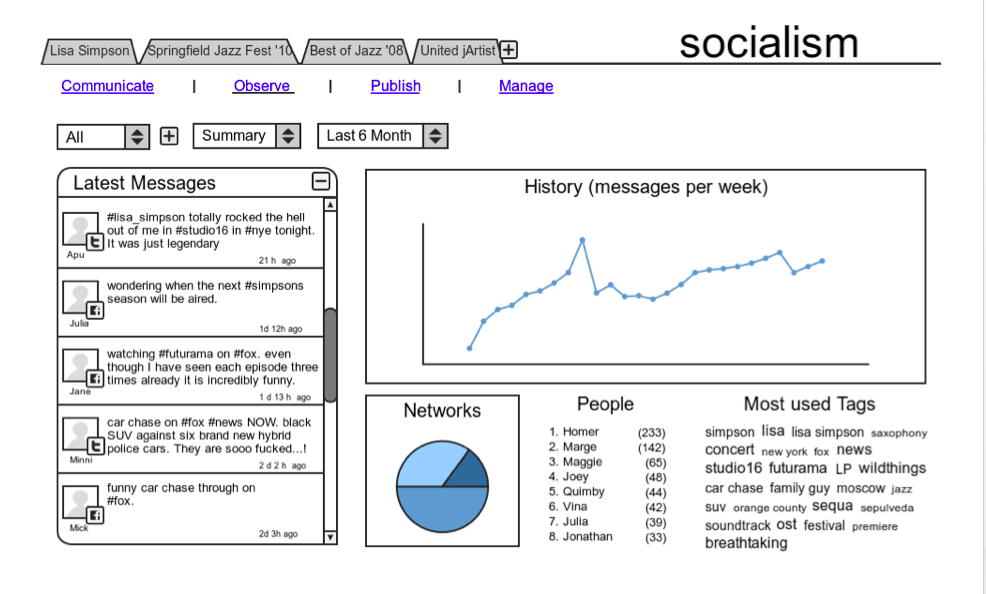 socialism
Lisa Simpson
Springfield Jazz Fest '10
Best of Jazz '08
United jArtist
Communicate | Observe | Publish | Manage
All
Summary
Last 6 Month
Latest Messages
#lisa_simpson totally rocked the hell
out of me in #studio16 in #nye tonight.
It was just legendary
Apu
21 h ago
wondering when the next #simpsons
season will be aired.
Julia
1d 12h ago
watching #futurama on #fox. even
though I have seen each episode three
times already it is incredibly funny.
Jane
1 d 13 h ago
car chase on #fox #news NOW. black
SUV against six brand new hybrid
police cars. They are sooo fucked...!
Minni
2 d 2 h ago
funny car chase through on
#fox.
Mick
2d 3h ago
History (messages per week)
Networks
People
1. Homer (233)
2. Marge (142)
3. Maggie (65)
4. Joey (48)
5. Quimby (44)
6. Vina (42)
7. Julia (39)
8. Jonathan (33)
Most used Tags
simpson lisa lisa simpson saxophony
concert new york fox news
studio16 futurama LP wildthings
car chase family guy moscow jazz
suv orange county sequa sepulveda
soundtrack ost festival premiere
breathtaking